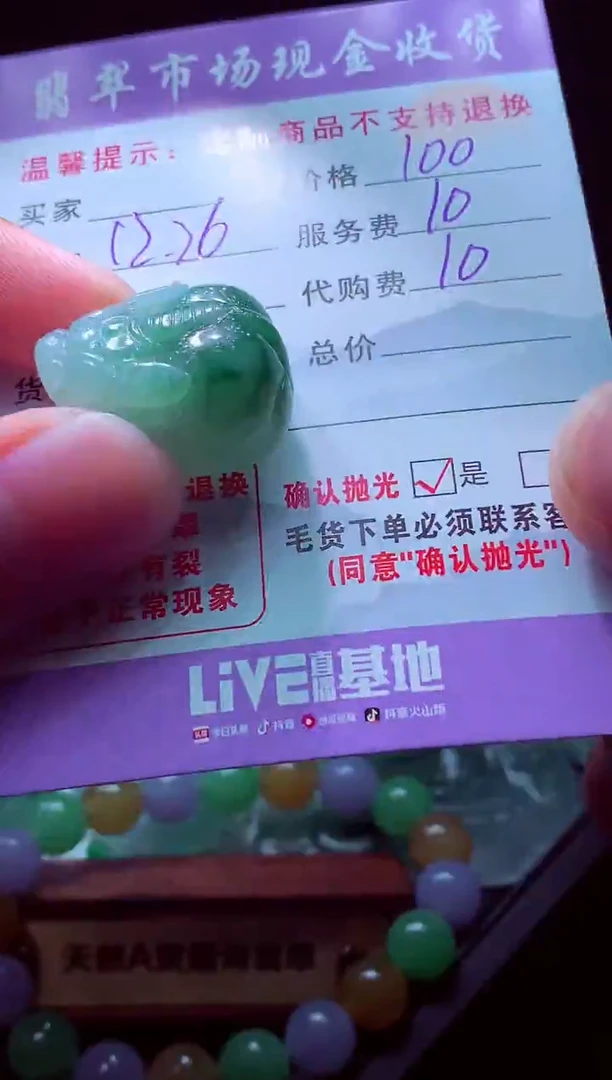 翡翠市场现金收货
温馨提示: 商品不支持退换
买家
价格 100
12.26
服务费 10
代购费 10
总价
货
退换
确认抛光 是
有裂
毛货下单必须联系客
正常现象
(同意"确认抛光")
LiVE直播基地
今日头条 抖音 西瓜视频 抖音火山版